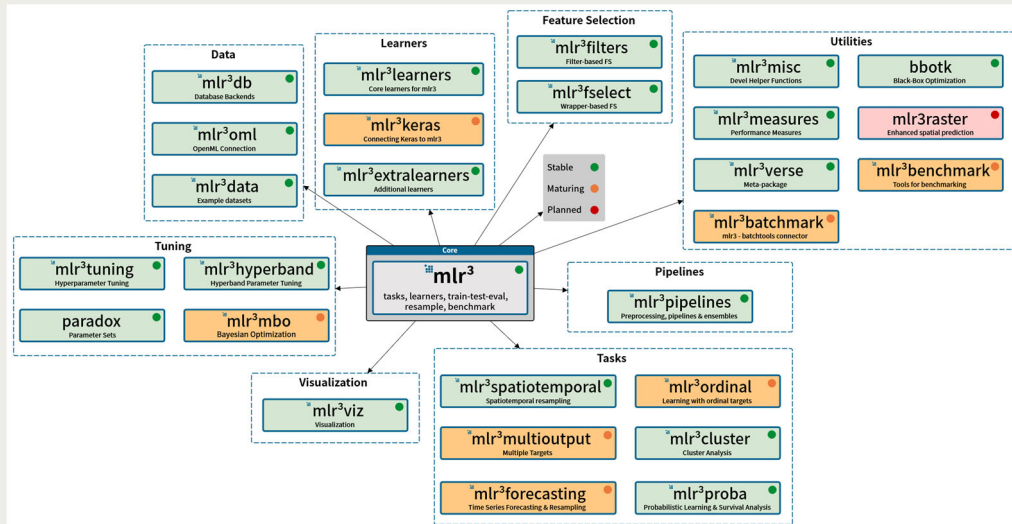 Data
mlr³db
Database Backends
mlr³oml
OpenML Connection
mlr³data
Example datasets
Learners
mlr³learners
Core learners for mlr3
mlr³keras
Connecting Keras to mlr3
mlr³extralearners
Additional learners
Feature Selection
mlr³filters
Filter-based FS
mlr³fselect
Wrapper-based FS
Utilities
mlr³misc
Devel Helper Functions
bbotk
Black-Box Optimization
mlr³measures
Performance Measures
mlr3raster
Enhanced spatial prediction
mlr³verse
Meta-package
mlr³benchmark
Tools for benchmarking
mlr³batchmark
mlr3 - batchtools connector
Stable
Maturing
Planned
Core
mlr³
tasks, learners, train-test-eval,
resample, benchmark
Tuning
mlr³tuning
Hyperparameter Tuning
mlr³hyperband
Hyperband Parameter Tuning
paradox
Parameter Sets
mlr³mbo
Bayesian Optimization
Pipelines
mlr³pipelines
Preprocessing, pipelines & ensembles
Visualization
mlr³viz
Visualization
Tasks
mlr³spatiotemporal
Spatiotemporal resampling
mlr³ordinal
Learning with ordinal targets
mlr³multioutput
Multiple Targets
mlr³cluster
Cluster Analysis
mlr³forecasting
Time Series Forecasting & Resampling
mlr³proba
Probabilistic Learning & Survival Analysis